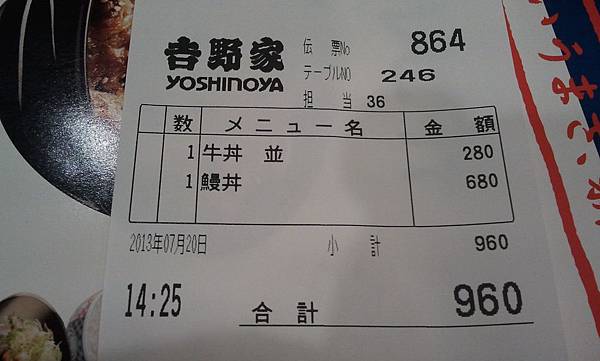 吉野家
YOSHINOYA
伝 票No 864
テーブルNO 246
担 当 36
数 メニュー名 金 額
1 牛丼 並 280
1 鰻丼 680
2013年07月20日 小 計 960
14:25 合 計 960